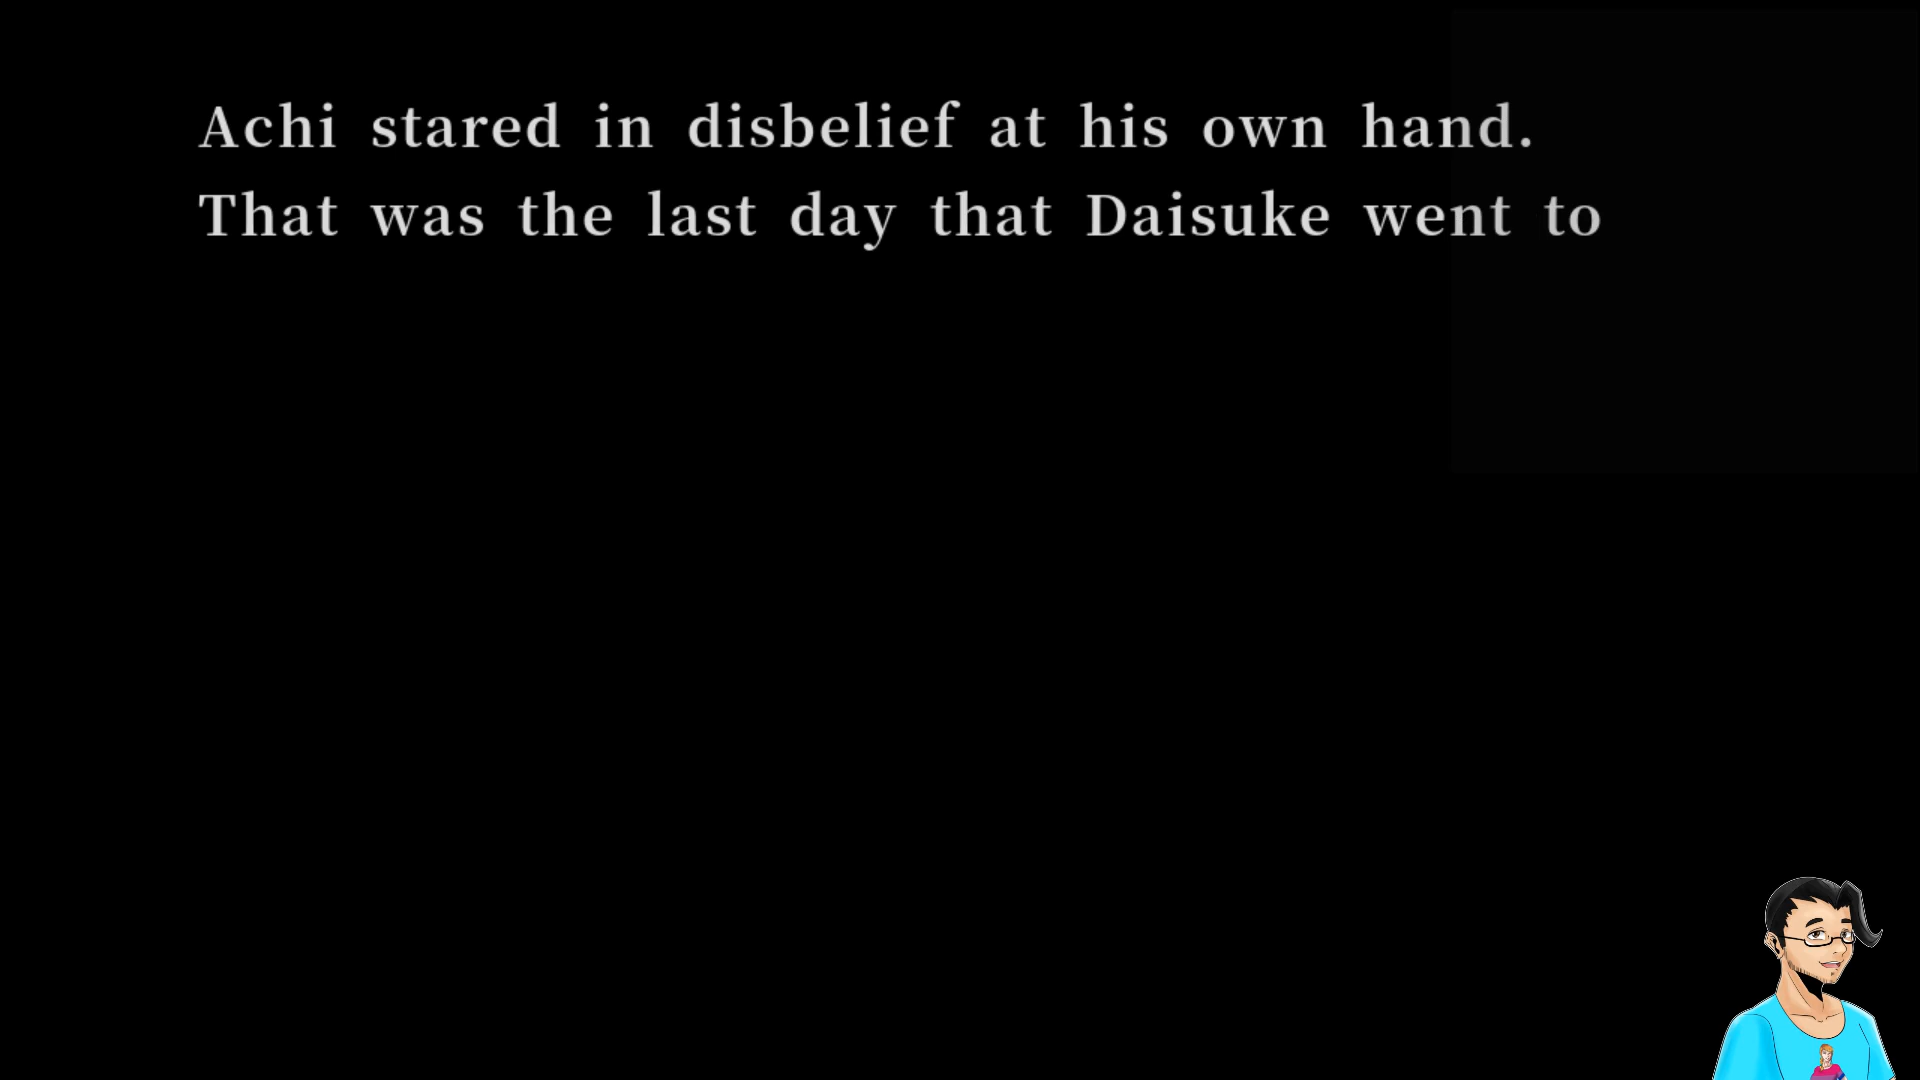 Achi stared in disbelief at his own hand.
That was the last day that Daisuke went to